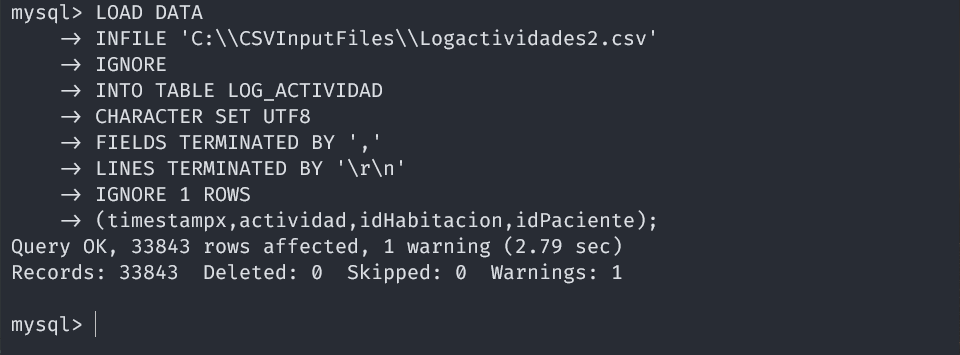 mysql> LOAD DATA
    -> INFILE 'C:\\CSVInputFiles\\Logactividades2.csv'
    -> IGNORE
    -> INTO TABLE LOG_ACTIVIDAD
    -> CHARACTER SET UTF8
    -> FIELDS TERMINATED BY ','
    -> LINES TERMINATED BY '\r\n'
    -> IGNORE 1 ROWS
    -> (timestampx,actividad,idHabitacion,idPaciente);
Query OK, 33843 rows affected, 1 warning (2.79 sec)
Records: 33843  Deleted: 0  Skipped: 0  Warnings: 1
mysql>